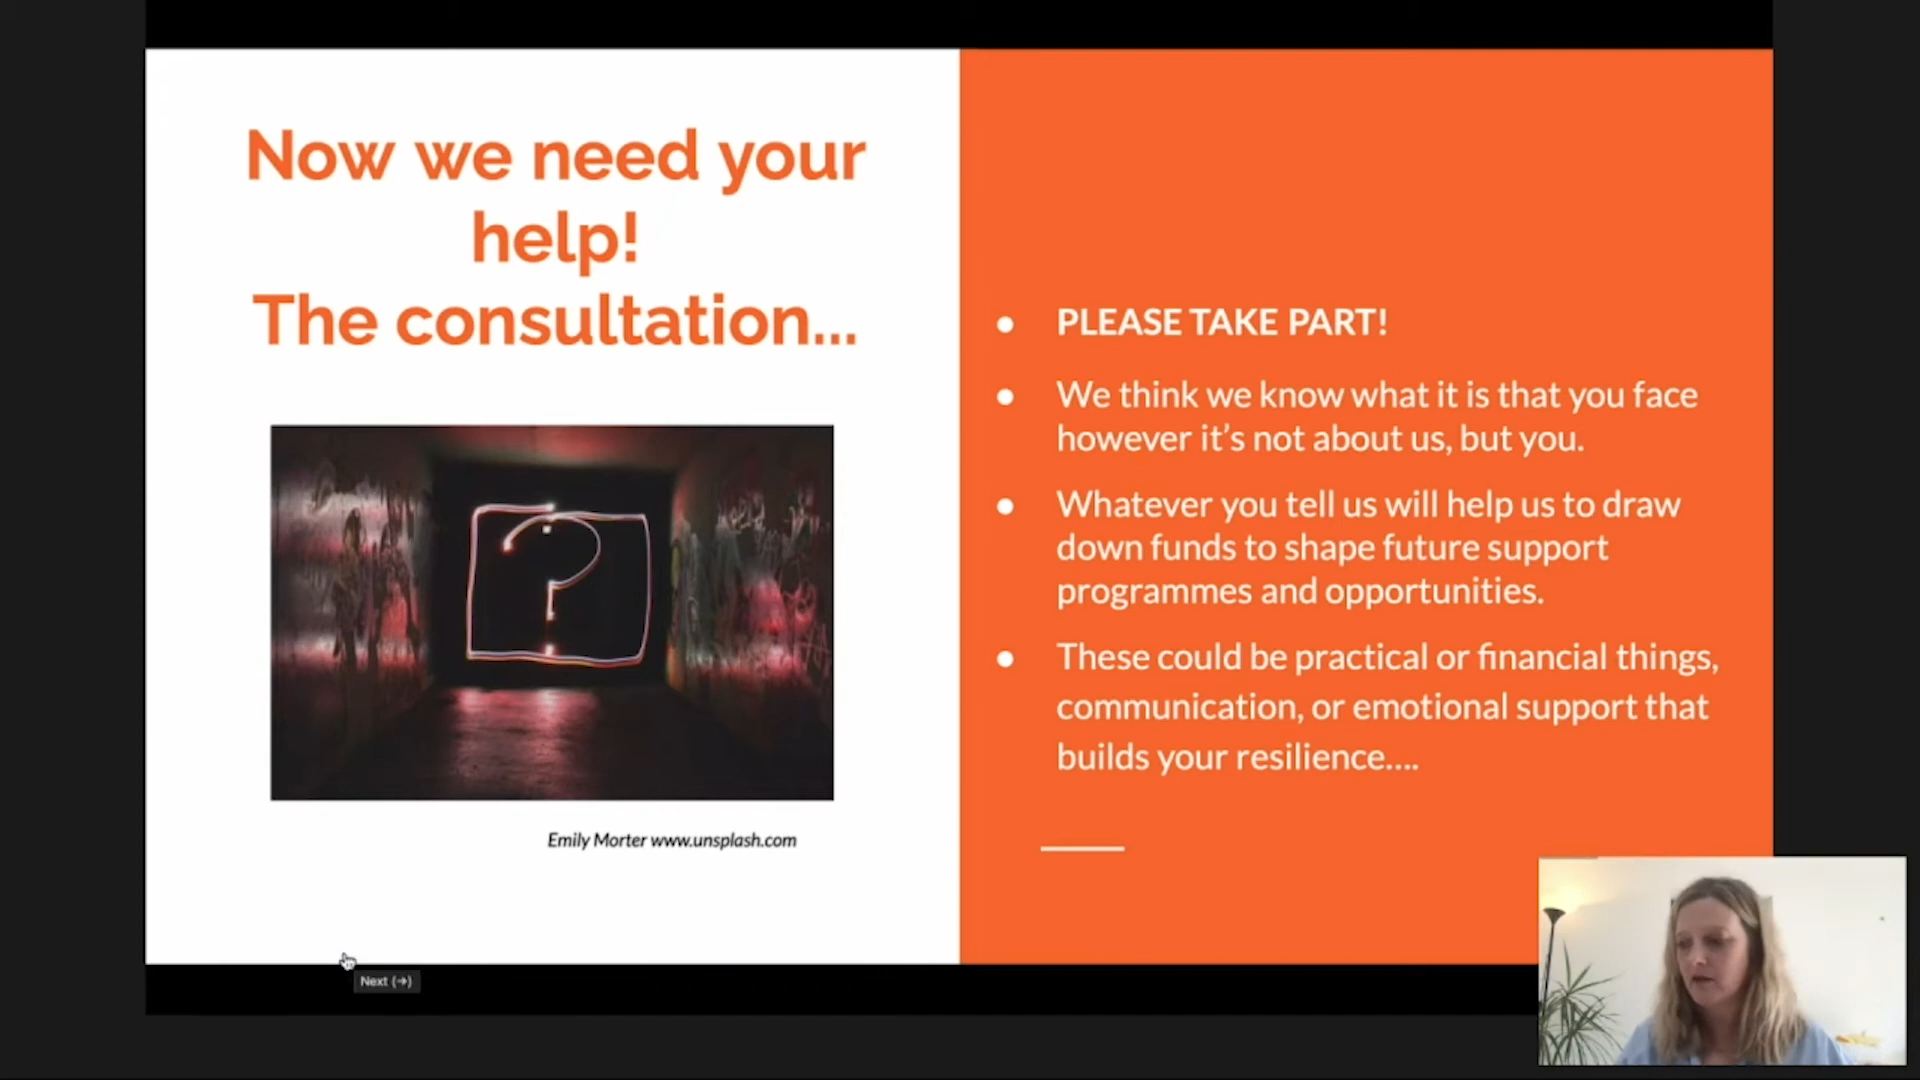 Now we need your
help!
The consultation...
Emily Morter www.unsplash.com
● PLEASE TAKE PART!
● We think we know what it is that you face
however it’s not about us, but you.
● Whatever you tell us will help us to draw
down funds to shape future support
programmes and opportunities.
● These could be practical or financial things,
communication, or emotional support that
builds your resilience....
Next (→)